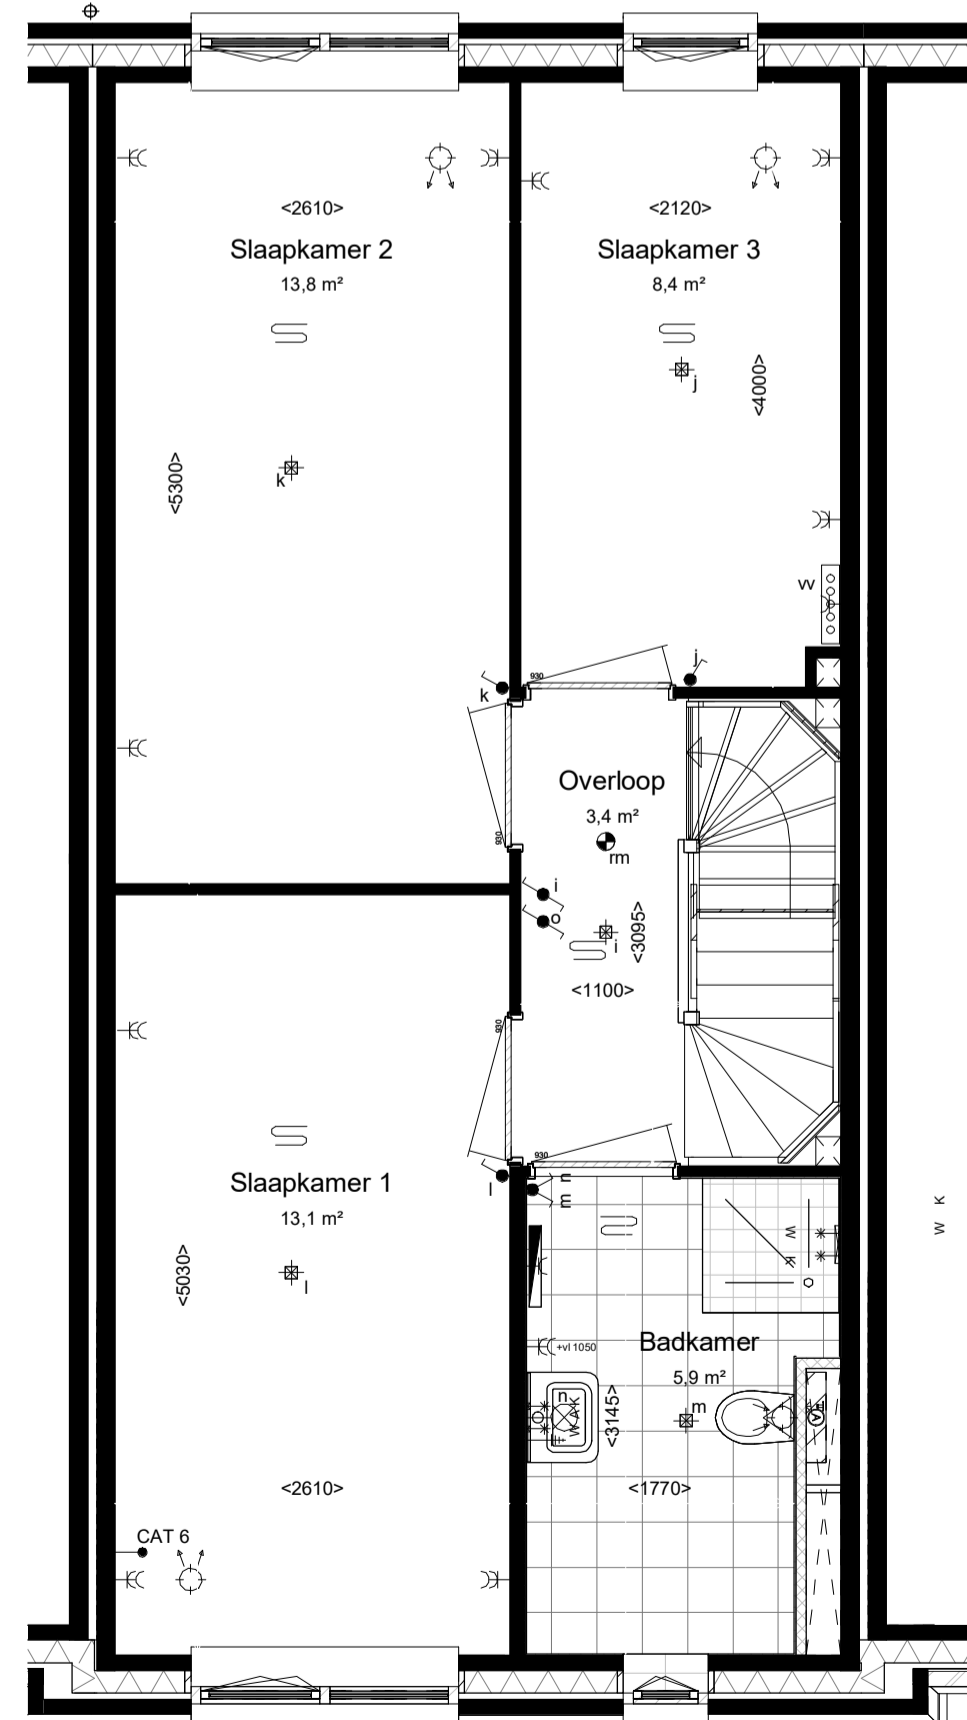 <2610>
Slaapkamer 2
13,8 m²
<2120>
Slaapkamer 3
8,4 m²
<4000>
j
<5300>
k
vv
k
930
j
930
Overloop
3,4 m²
rm
i
o
i
<3095>
<1100>
930
Slaapkamer 1
13,1 m²
<5030>
l
l
930
m n
W K
W K
+vl 1050
Badkamer
5,9 m²
n
W A K
<3145>
m
A
<1770>
<2610>
CAT 6